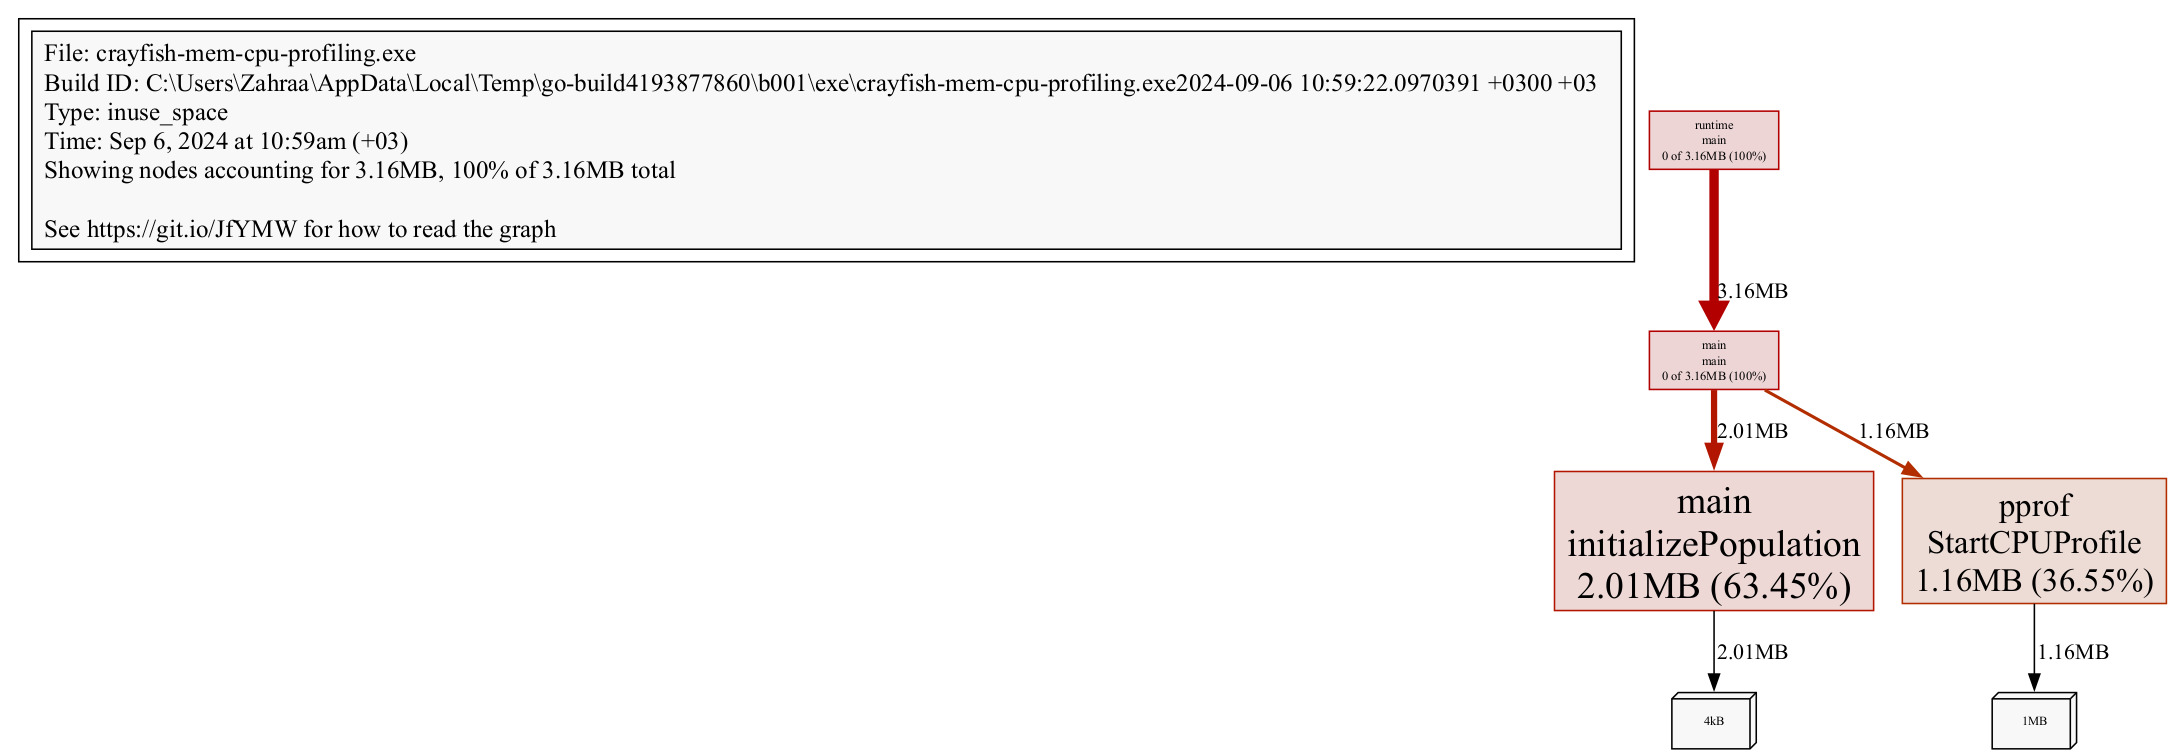 File: crayfish-mem-cpu-profiling.exe
Build ID: C:\Users\Zahraa\AppData\Local\Temp\go-build4193877860\b001\exe\crayfish-mem-cpu-profiling.exe2024-09-06 10:59:22.0970391 +0300 +03
Type: inuse_space
Time: Sep 6, 2024 at 10:59am (+03)
Showing nodes accounting for 3.16MB, 100% of 3.16MB total
See https://git.io/JfYMW for how to read the graph
runtime
main
0 of 3.16MB (100%)
3.16MB
main
main
0 of 3.16MB (100%)
2.01MB
1.16MB
main
initializePopulation
2.01MB (63.45%)
pprof
StartCPUProfile
1.16MB (36.55%)
2.01MB
1.16MB
4kB
1MB